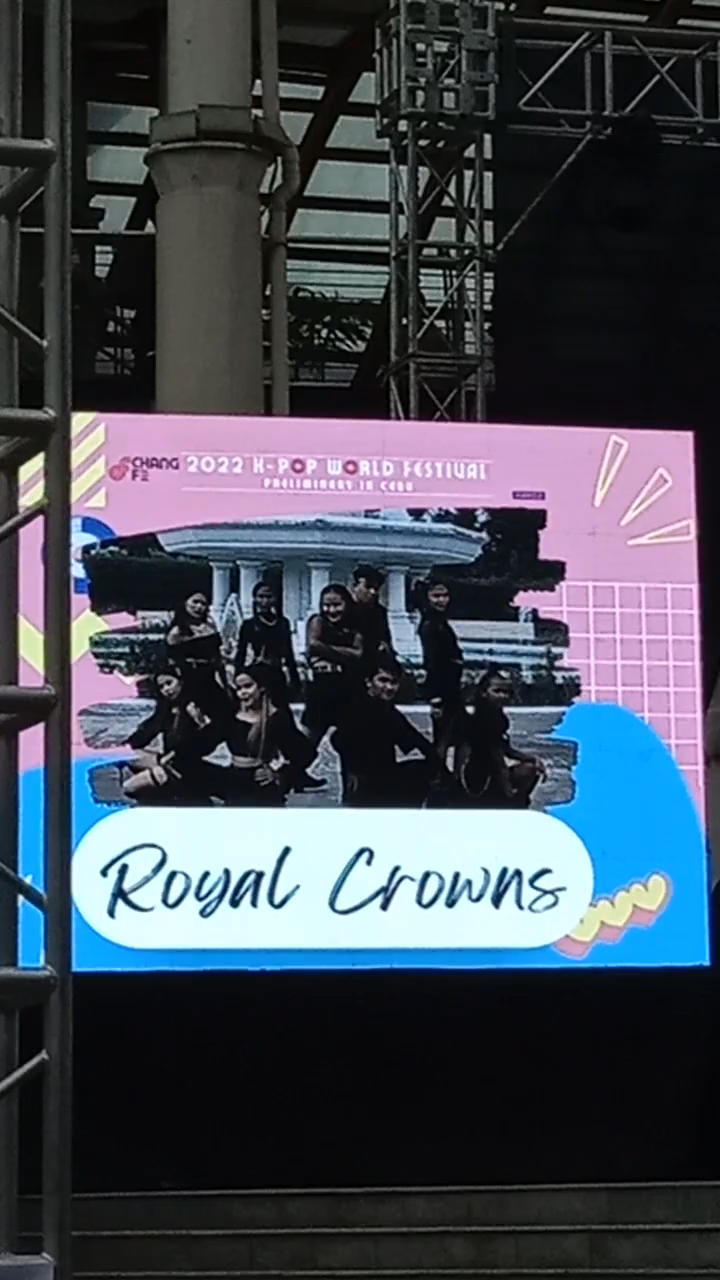 CHANG
FE
2022 K-POP WORLD FESTIVAL
PRELIMINARY IN CEBU
Royal Crowns